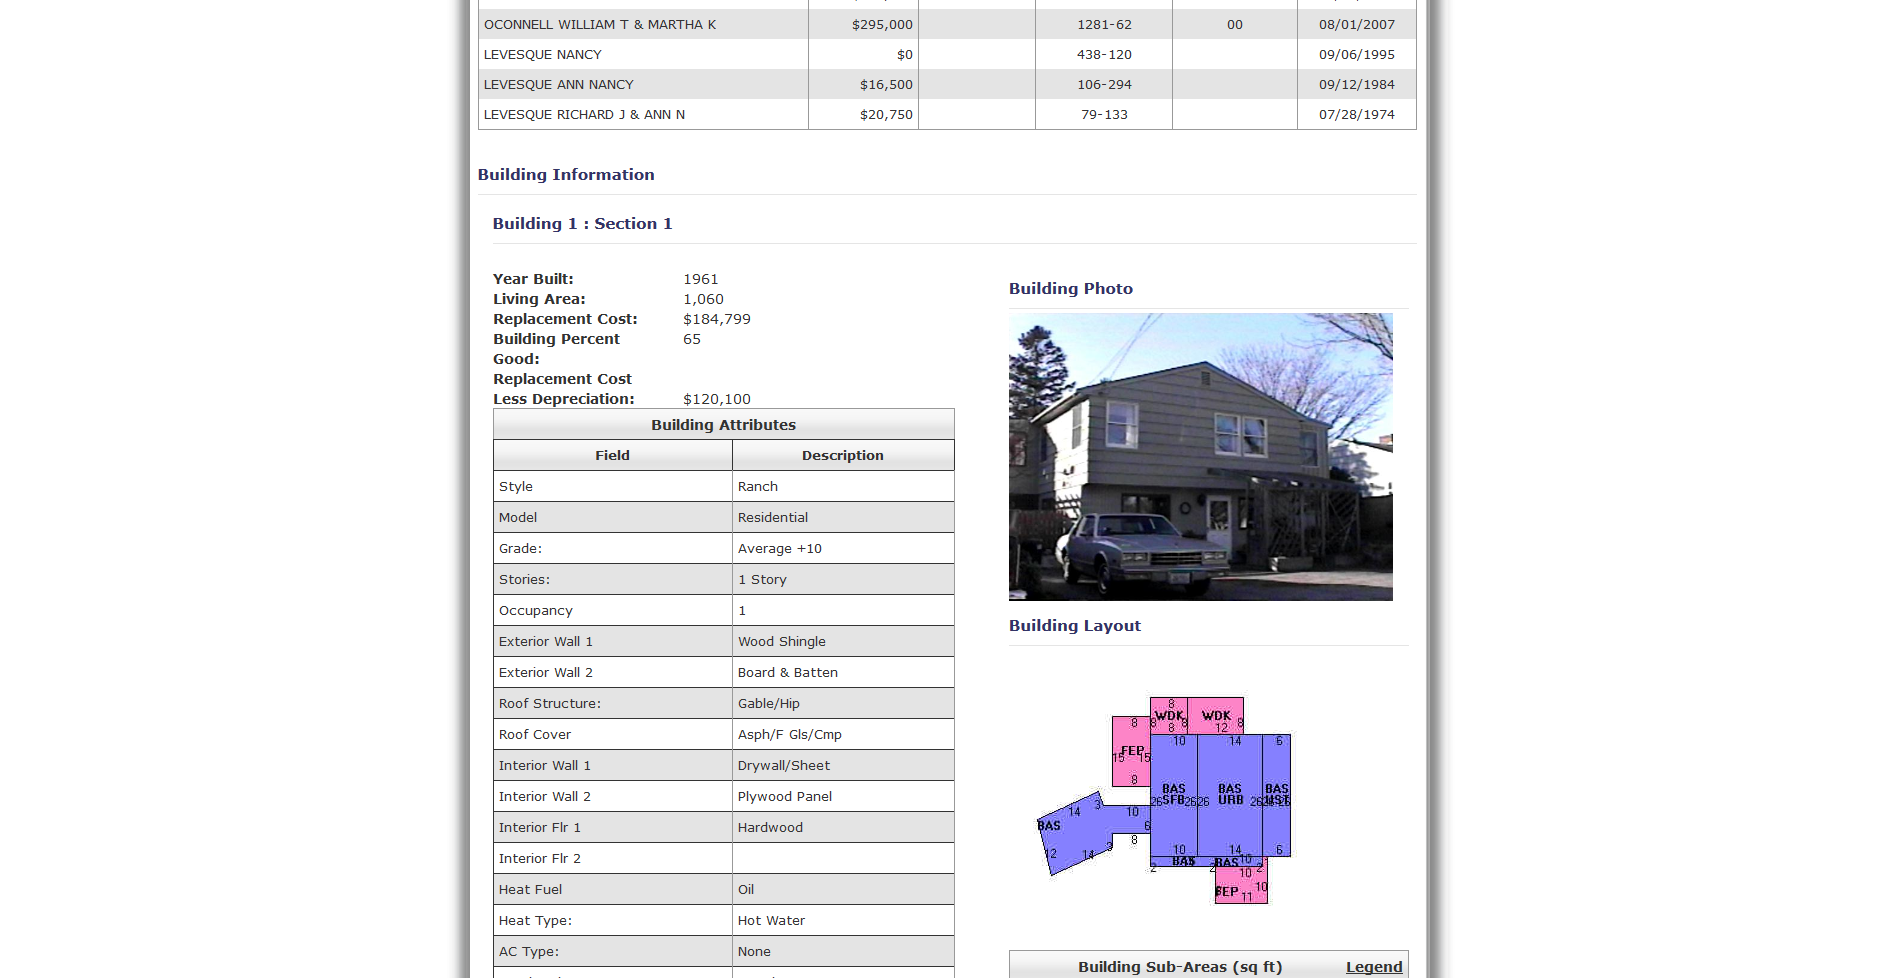 OCONNELL WILLIAM T & MARTHA K $295,000 1281-62 00 08/01/2007
LEVESQUE NANCY $0 438-120 09/06/1995
LEVESQUE ANN NANCY $16,500 106-294 09/12/1984
LEVESQUE RICHARD J & ANN N $20,750 79-133 07/28/1974
Building Information
Building 1 : Section 1
Year Built: 1961
Living Area: 1,060
Replacement Cost: $184,799
Building Percent 65
Good:
Replacement Cost
Less Depreciation: $120,100
Building Attributes
Field Description
Style Ranch
Model Residential
Grade: Average +10
Stories: 1 Story
Occupancy 1
Exterior Wall 1 Wood Shingle
Exterior Wall 2 Board & Batten
Roof Structure: Gable/Hip
Roof Cover Asph/F Gls/Cmp
Interior Wall 1 Drywall/Sheet
Interior Wall 2 Plywood Panel
Interior Flr 1 Hardwood
Interior Flr 2
Heat Fuel Oil
Heat Type: Hot Water
AC Type: None
Building Photo
Building Layout
8
WDK WDK
8 8 8 8
8 12
10 14 6
FEP
15 15
8
BAS BAS BAS
SFB URB UST
26 26 26 26 26 26
14 3 10
BAS 6
8
12 14 3
10 14 6
BAS BAS 10
2 2 10 2
FEP 11 10
Building Sub-Areas (sq ft) Legend